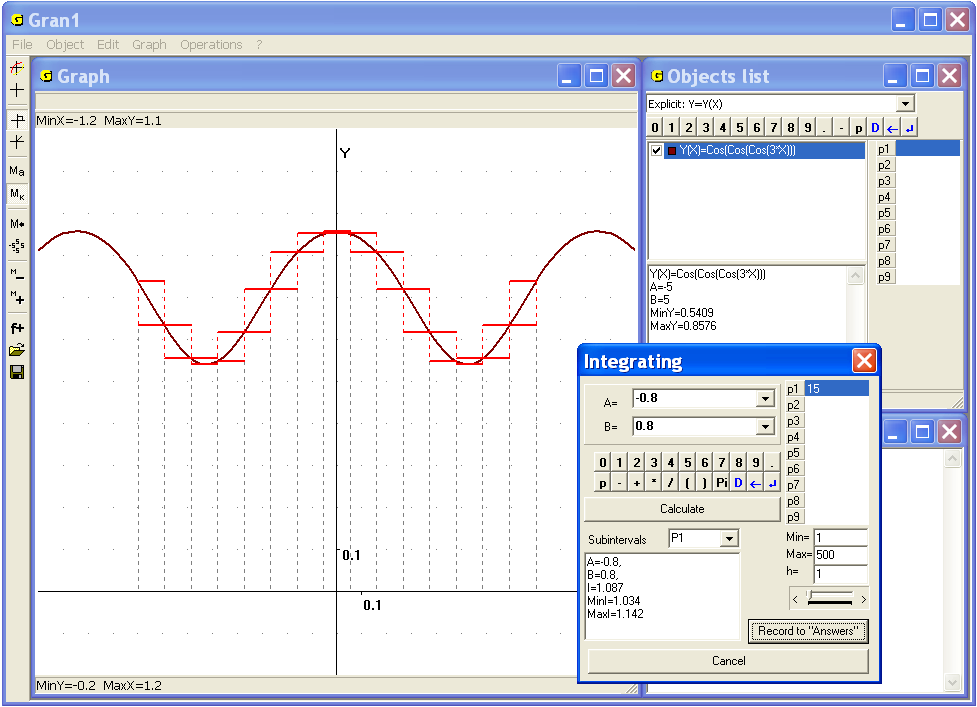 Gran1
File Object Edit Graph Operations ?
Graph
MinX=-1.2 MaxY=1.1
Y
0.1
0.1
MinY=-0.2 MaxX=1.2
Ma
Mк
M
S S S S
M
M
f+
Objects list
Explicit: Y=Y(X)
0 1 2 3 4 5 6 7 8 9 . - p D ← ↵
Y(X)=Cos(Cos(Cos(3*X)))
p1
p2
p3
p4
p5
p6
p7
p8
p9
Y(X)=Cos(Cos(Cos(3*X)))
A=-5
B=5
MinY=0.5409
MaxY=0.8576
Integrating
A= -0.8
B= 0.8
0 1 2 3 4 5 6 7 8 9 .
p - + * / ( ) Pi D ← ↵
Calculate
Subintervals P1
A=-0.8,
B=0.8,
I=1.087
MinI=1.034
MaxI=1.142
p1 15
p2
p3
p4
p5
p6
p7
p8
p9
Min= 1
Max= 500
h= 1
Record to "Answers"
Cancel